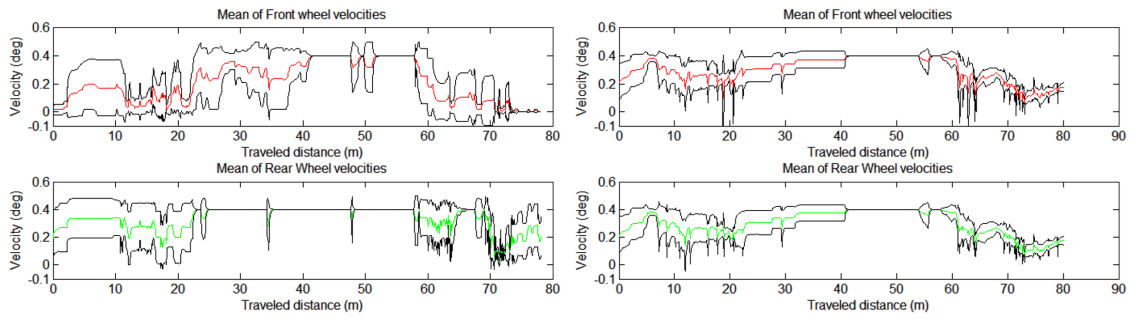 Mean of Front wheel velocities
Velocity (deg)
0.6
0.4
0.2
0
-0.1
0 10 20 30 40 50 60 70 80
Traveled distance (m)
Mean of Rear Wheel velocities
Velocity (deg)
0.6
0.4
0.2
0
-0.1
0 10 20 30 40 50 60 70 80
Traveled distance (m)
Mean of Front wheel velocities
Velocity (deg)
0.6
0.4
0.2
0
-0.1
0 10 20 30 40 50 60 70 80 90
Traveled distance (m)
Mean of Rear Wheel velocities
Velocity (deg)
0.6
0.4
0.2
0
-0.1
0 10 20 30 40 50 60 70 80 90
Traveled distance (m)